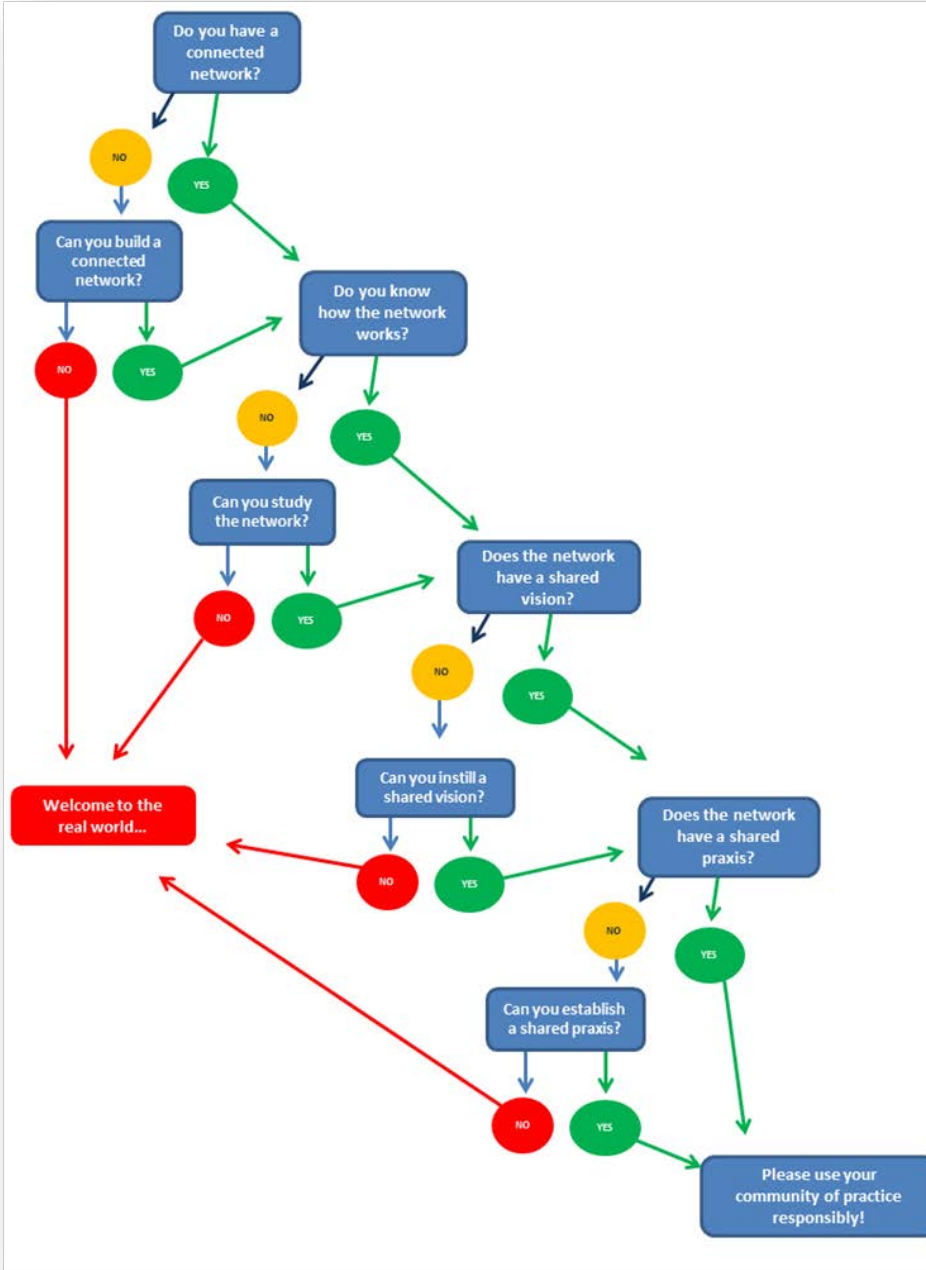 Do you have a
connected
network?
NO
YES
Can you build a
connected
network?
NO
YES
Do you know
how the network
works?
NO
YES
Can you study
the network?
NO
YES
Does the network
have a shared
vision?
NO
YES
Can you instill a
shared vision?
NO
YES
Welcome to the
real world...
Does the network
have a shared
praxis?
NO
YES
Can you establish
a shared praxis?
NO
YES
Please use your
community of practice
responsibly!